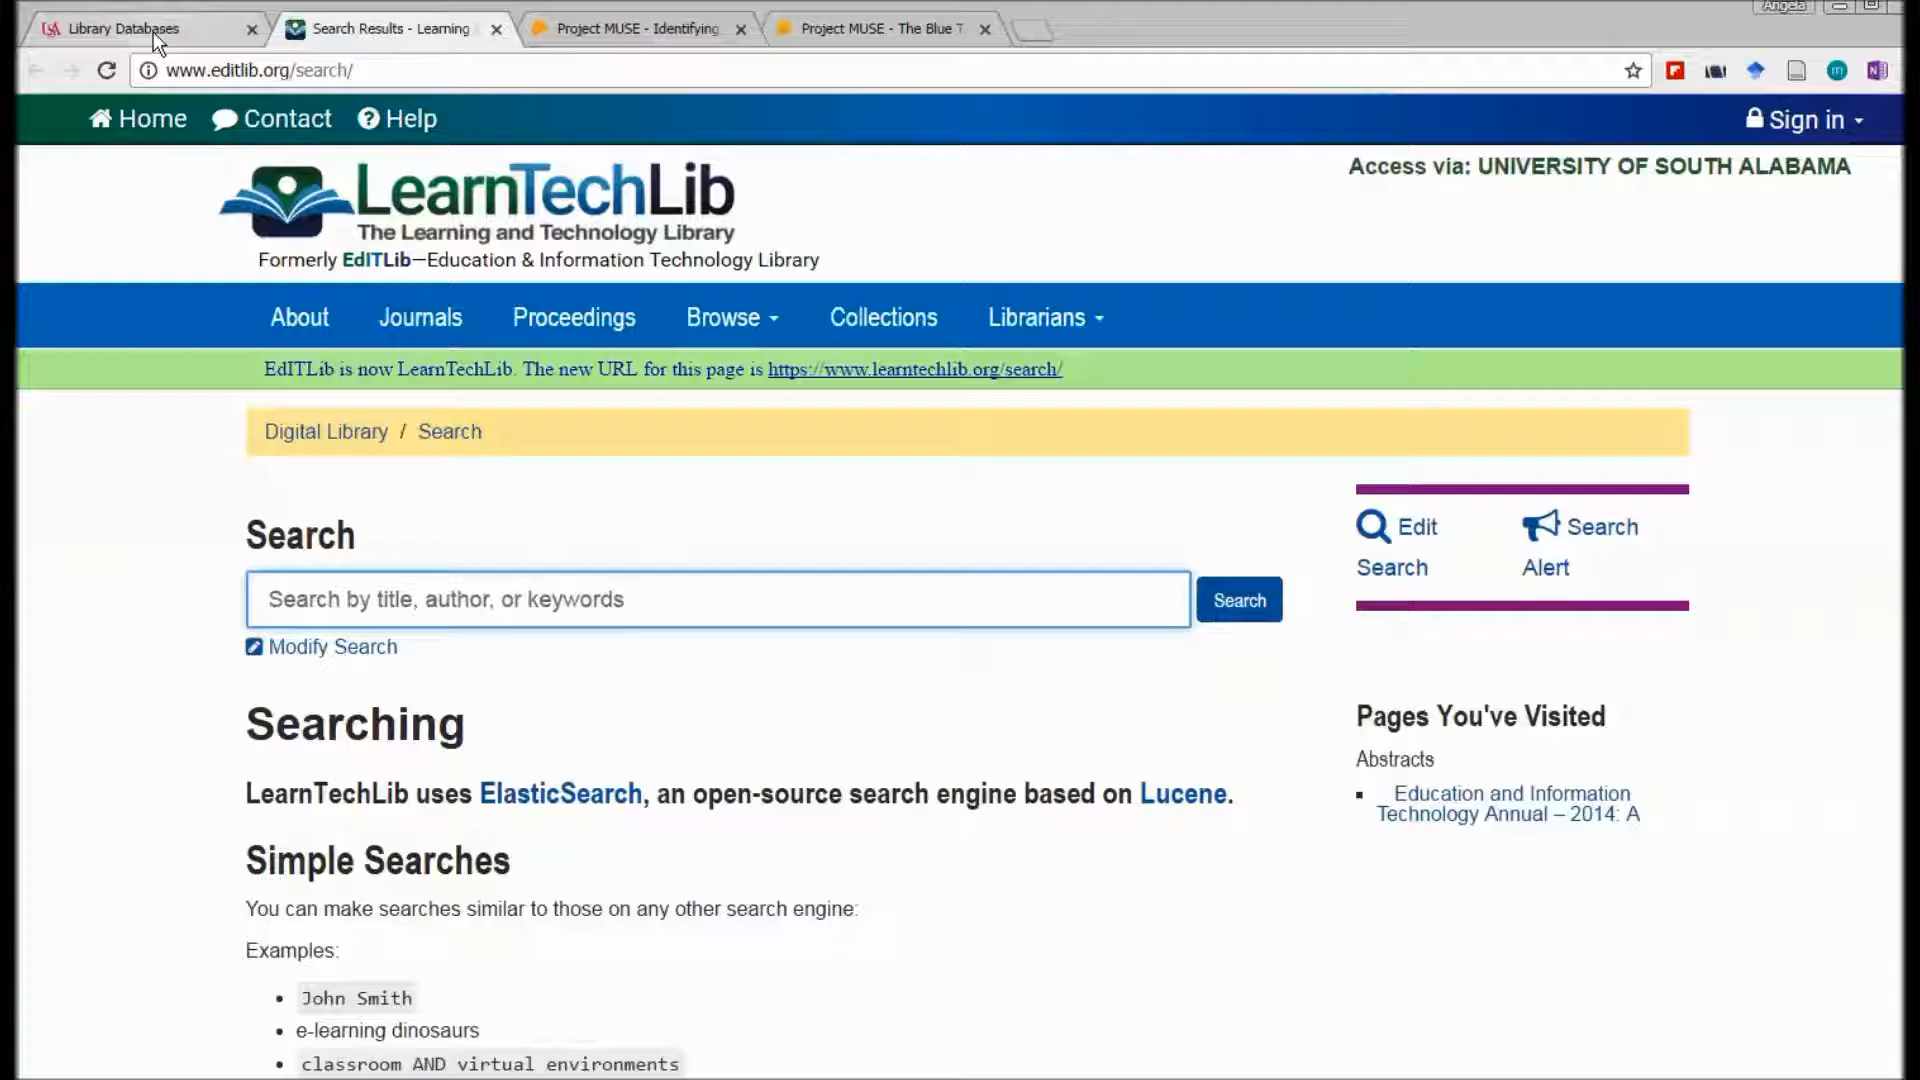 Angela
USA Library Databases
Search Results - Learning
Project MUSE - Identifying
Project MUSE - The Blue T
www.editlib.org/search/
Home
Contact
Help
Sign in
Access via: UNIVERSITY OF SOUTH ALABAMA
LearnTechLib
The Learning and Technology Library
Formerly EdITLib—Education & Information Technology Library
About
Journals
Proceedings
Browse
Collections
Librarians
EdITLib is now LearnTechLib. The new URL for this page is https://www.learntechlib.org/search/
Digital Library / Search
Search
Search by title, author, or keywords
Search
Modify Search
Edit
Search
Search
Alert
Searching
LearnTechLib uses ElasticSearch, an open-source search engine based on Lucene.
Simple Searches
You can make searches similar to those on any other search engine:
Examples:
John Smith
e-learning dinosaurs
classroom AND virtual environments
Pages You've Visited
Abstracts
Education and Information
Technology Annual – 2014: A